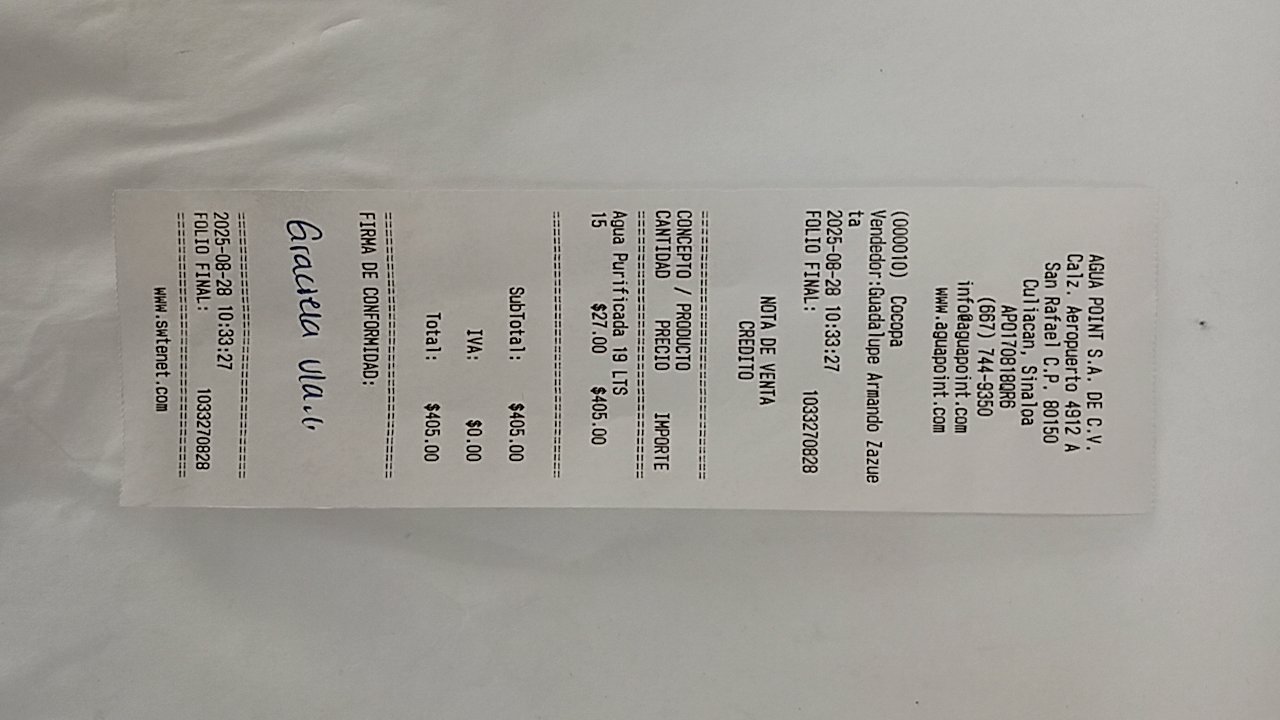 AGUA POINT S.A. DE C.V.
Calz. Aeropuerto 4912 A
San Rafael C.P. 80150
Culiacan, Sinaloa
APO170818QR6
(667) 744-9350
info@aguapoint.com
www.aguapoint.com
(000010) Cocopa
Vendedor:Guadalupe Armando Zazue
ta
2025-08-28 10:33:27
FOLIO FINAL: 1033270828
NOTA DE VENTA
CREDITO
================================
CONCEPTO / PRODUCTO
CANTIDAD PRECIO IMPORTE
================================
Agua Purificada 19 LTS
15 $27.00 $405.00
================================
SubTotal: $405.00
IVA: $0.00
Total: $405.00
================================
FIRMA DE CONFORMIDAD:
Graciela
================================
2025-08-28 10:33:27
FOLIO FINAL: 1033270828
================================
www.swtenet.com